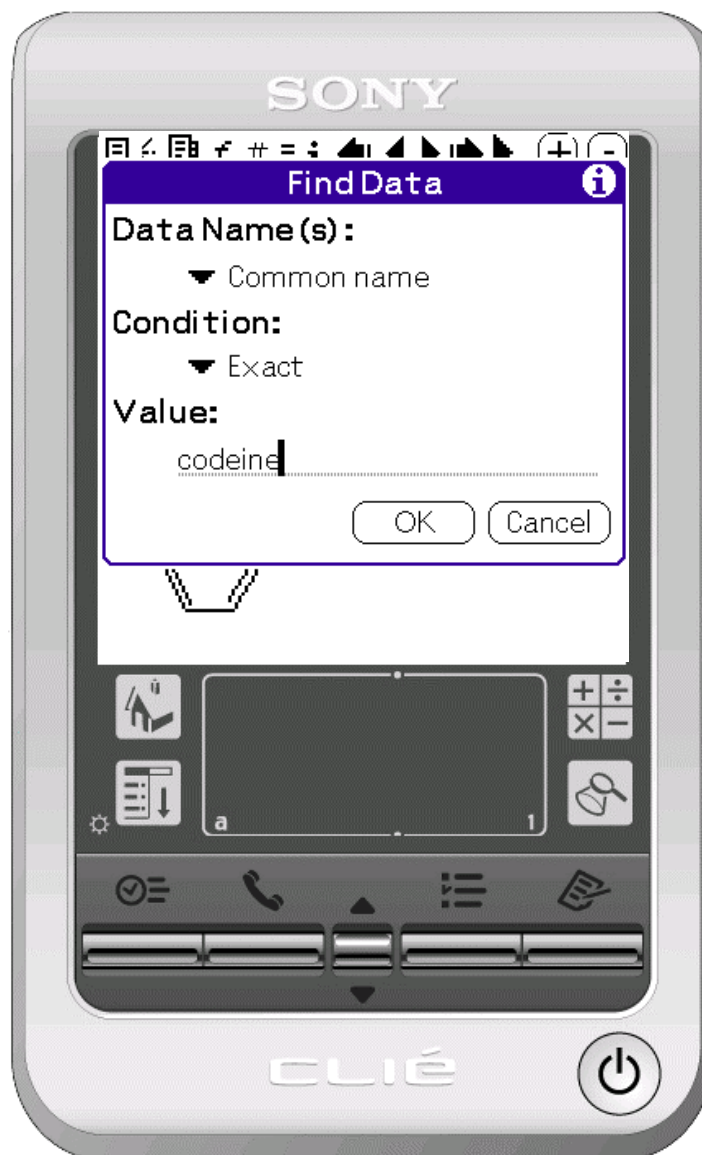 SONY
Find Data
Data Name(s):
Common name
Condition:
Exact
Value:
codeine
OK Cancel
a 1
CLIÉ